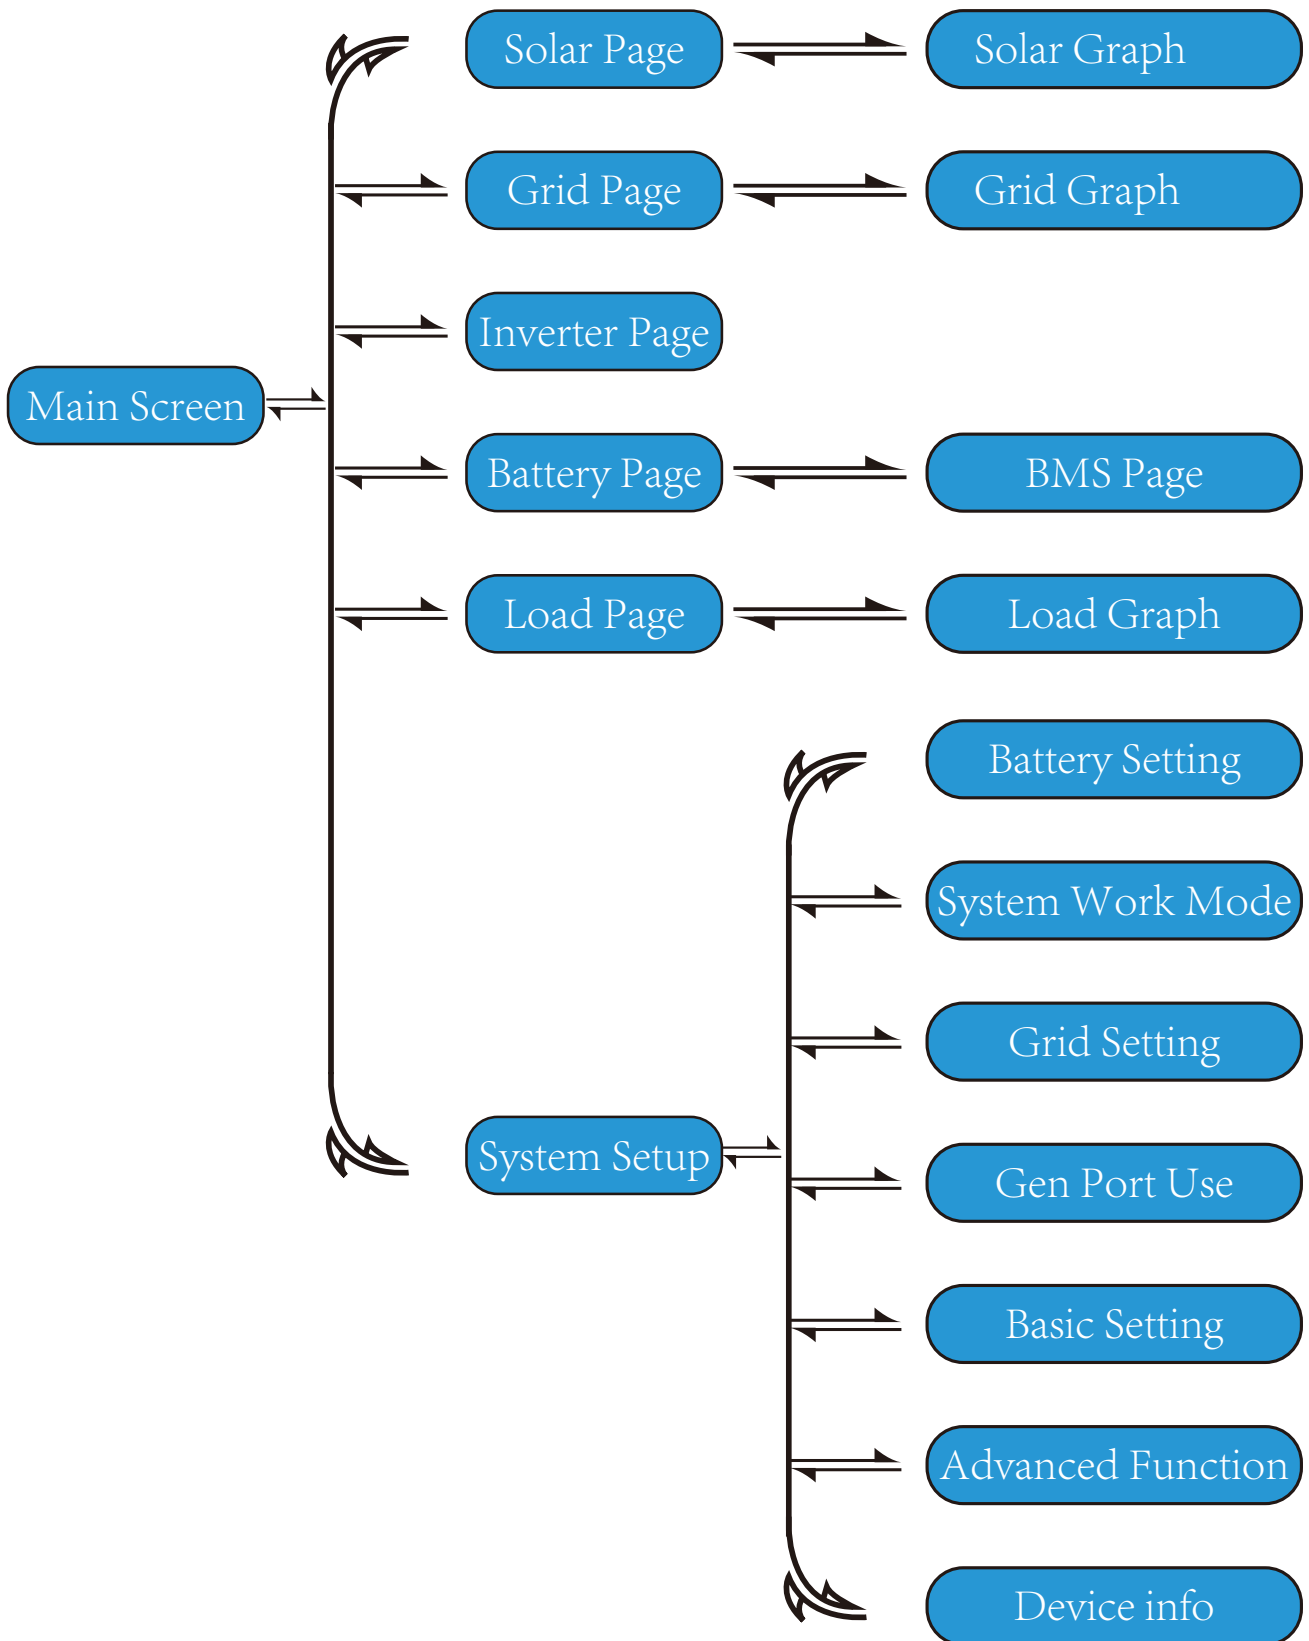 Solar Page
Solar Graph
Grid Page
Grid Graph
Inverter Page
Main Screen
Battery Page
BMS Page
Load Page
Load Graph
Battery Setting
System Work Mode
Grid Setting
System Setup
Gen Port Use
Basic Setting
Advanced Function
Device info